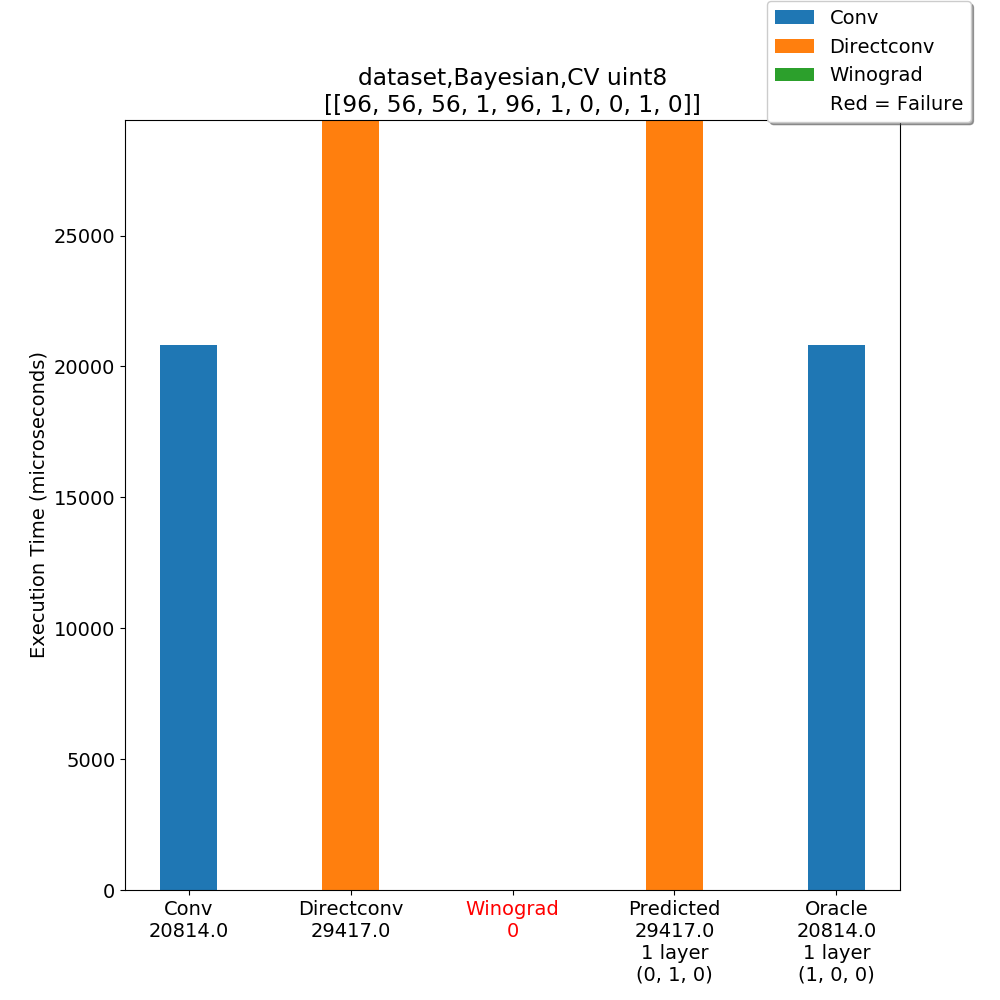 Conv
Directconv
Winograd
Red = Failure
dataset,Bayesian,CV uint8
[[96, 56, 56, 1, 96, 1, 0, 0, 1, 0]]
Execution Time (microseconds)
25000
20000
15000
10000
5000
0
Conv
20814.0
Directconv
29417.0
Winograd
0
Predicted
29417.0
1 layer
(0, 1, 0)
Oracle
20814.0
1 layer
(1, 0, 0)